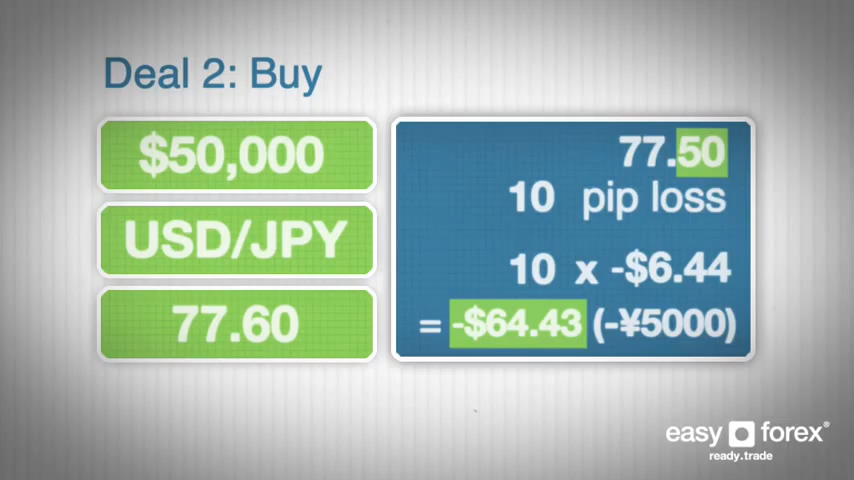 Deal 2: Buy
$50,000
USD/JPY
77.60
77.50
10 pip loss
10 x -$6.44
= -$64.43 (-¥5000)
easy forex®
ready.trade